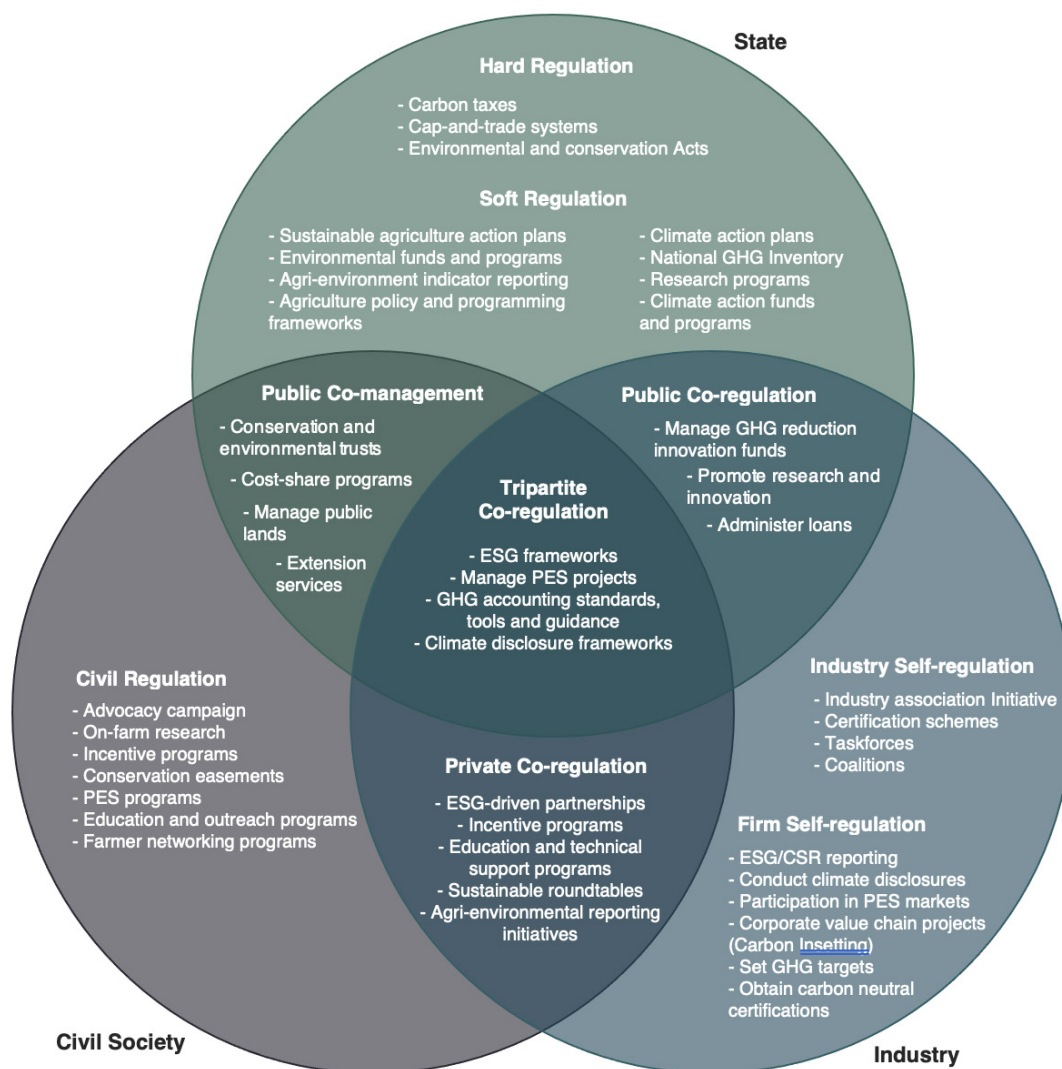 State
Hard Regulation
- Carbon taxes
- Cap-and-trade systems
- Environmental and conservation Acts
Soft Regulation
- Sustainable agriculture action plans
- Environmental funds and programs
- Agri-environment indicator reporting
- Agriculture policy and programming
frameworks
- Climate action plans
- National GHG Inventory
- Research programs
- Climate action funds
and programs
Public Co-management
- Conservation and
environmental trusts
- Cost-share programs
- Manage public
lands
- Extension
services
Public Co-regulation
- Manage GHG reduction
innovation funds
- Promote research and
innovation
- Administer loans
Tripartite
Co-regulation
- ESG frameworks
- Manage PES projects
- GHG accounting standards,
tools and guidance
- Climate disclosure frameworks
Civil Regulation
- Advocacy campaign
- On-farm research
- Incentive programs
- Conservation easements
- PES programs
- Education and outreach programs
- Farmer networking programs
Private Co-regulation
- ESG-driven partnerships
- Incentive programs
- Education and technical
support programs
- Sustainable roundtables
- Agri-environmental reporting
initiatives
Industry Self-regulation
- Industry association Initiative
- Certification schemes
- Taskforces
- Coalitions
Firm Self-regulation
- ESG/CSR reporting
- Conduct climate disclosures
- Participation in PES markets
- Corporate value chain projects
(Carbon Insetting)
- Set GHG targets
- Obtain carbon neutral
certifications
Civil Society
Industry